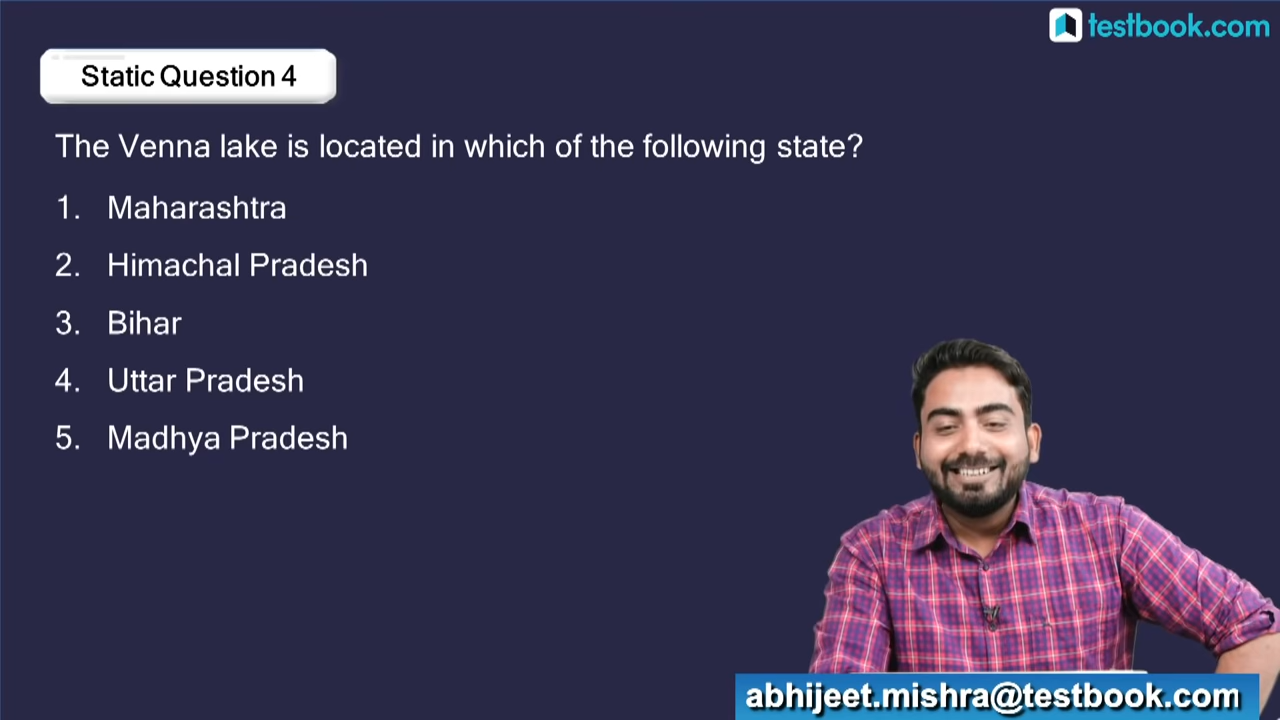 testbook.com
Static Question 4
The Venna lake is located in which of the following state?
1. Maharashtra
2. Himachal Pradesh
3. Bihar
4. Uttar Pradesh
5. Madhya Pradesh
abhijeet.mishra@testbook.com